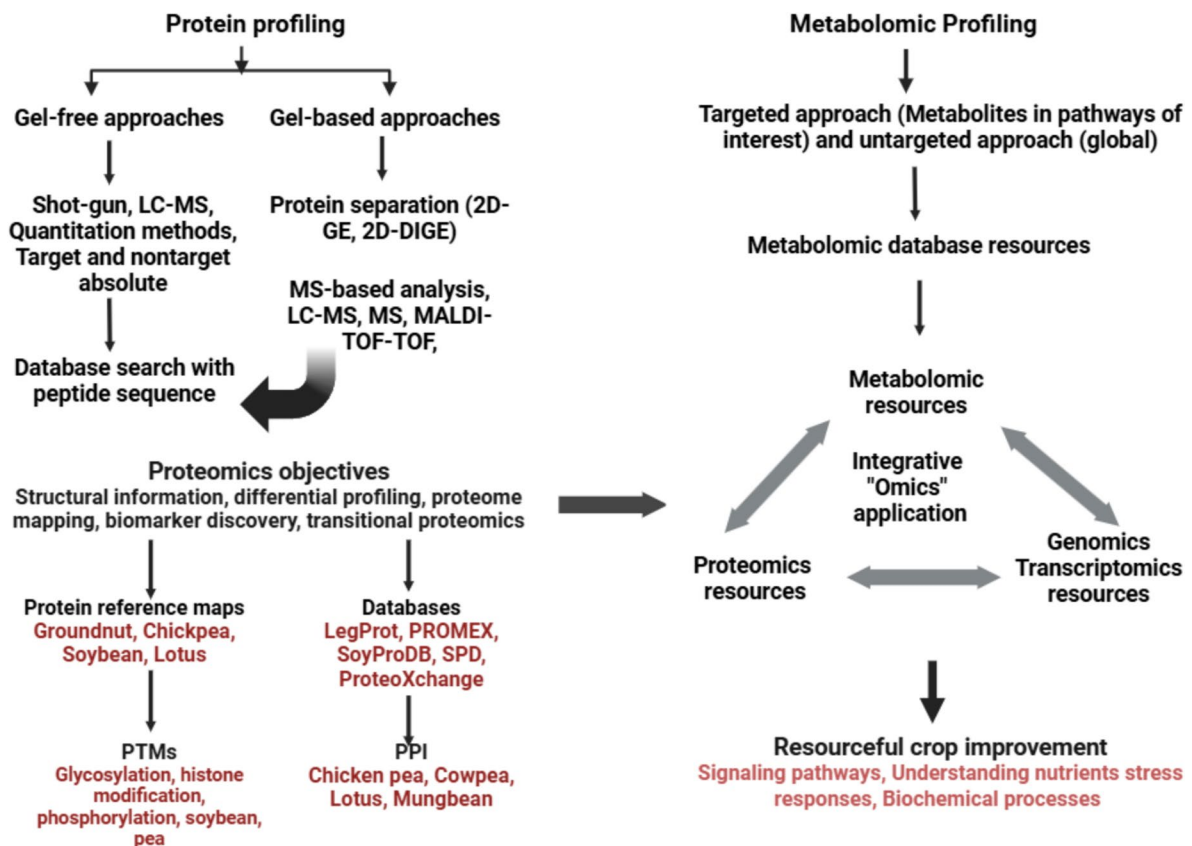 Protein profiling
Gel-free approaches
Gel-based approaches
Shot-gun, LC-MS,
Quantitation methods,
Target and nontarget
absolute
Protein separation (2D-
GE, 2D-DIGE)
MS-based analysis,
LC-MS, MS, MALDI-
TOF-TOF,
Database search with
peptide sequence
Proteomics objectives
Structural information, differential profiling, proteome
mapping, biomarker discovery, transitional proteomics
Protein reference maps
Groundnut, Chickpea,
Soybean, Lotus
Databases
LegProt, PROMEX,
SoyProDB, SPD,
ProteoXchange
PTMs
Glycosylation, histone
modification,
phosphorylation, soybean,
pea
PPI
Chicken pea, Cowpea,
Lotus, Mungbean
Metabolomic Profiling
Targeted approach (Metabolites in pathways of
interest) and untargeted approach (global)
Metabolomic database resources
Metabolomic
resources
Integrative
"Omics"
application
Proteomics
resources
Genomics
Transcriptomics
resources
Resourceful crop improvement
Signaling pathways, Understanding nutrients stress
responses, Biochemical processes